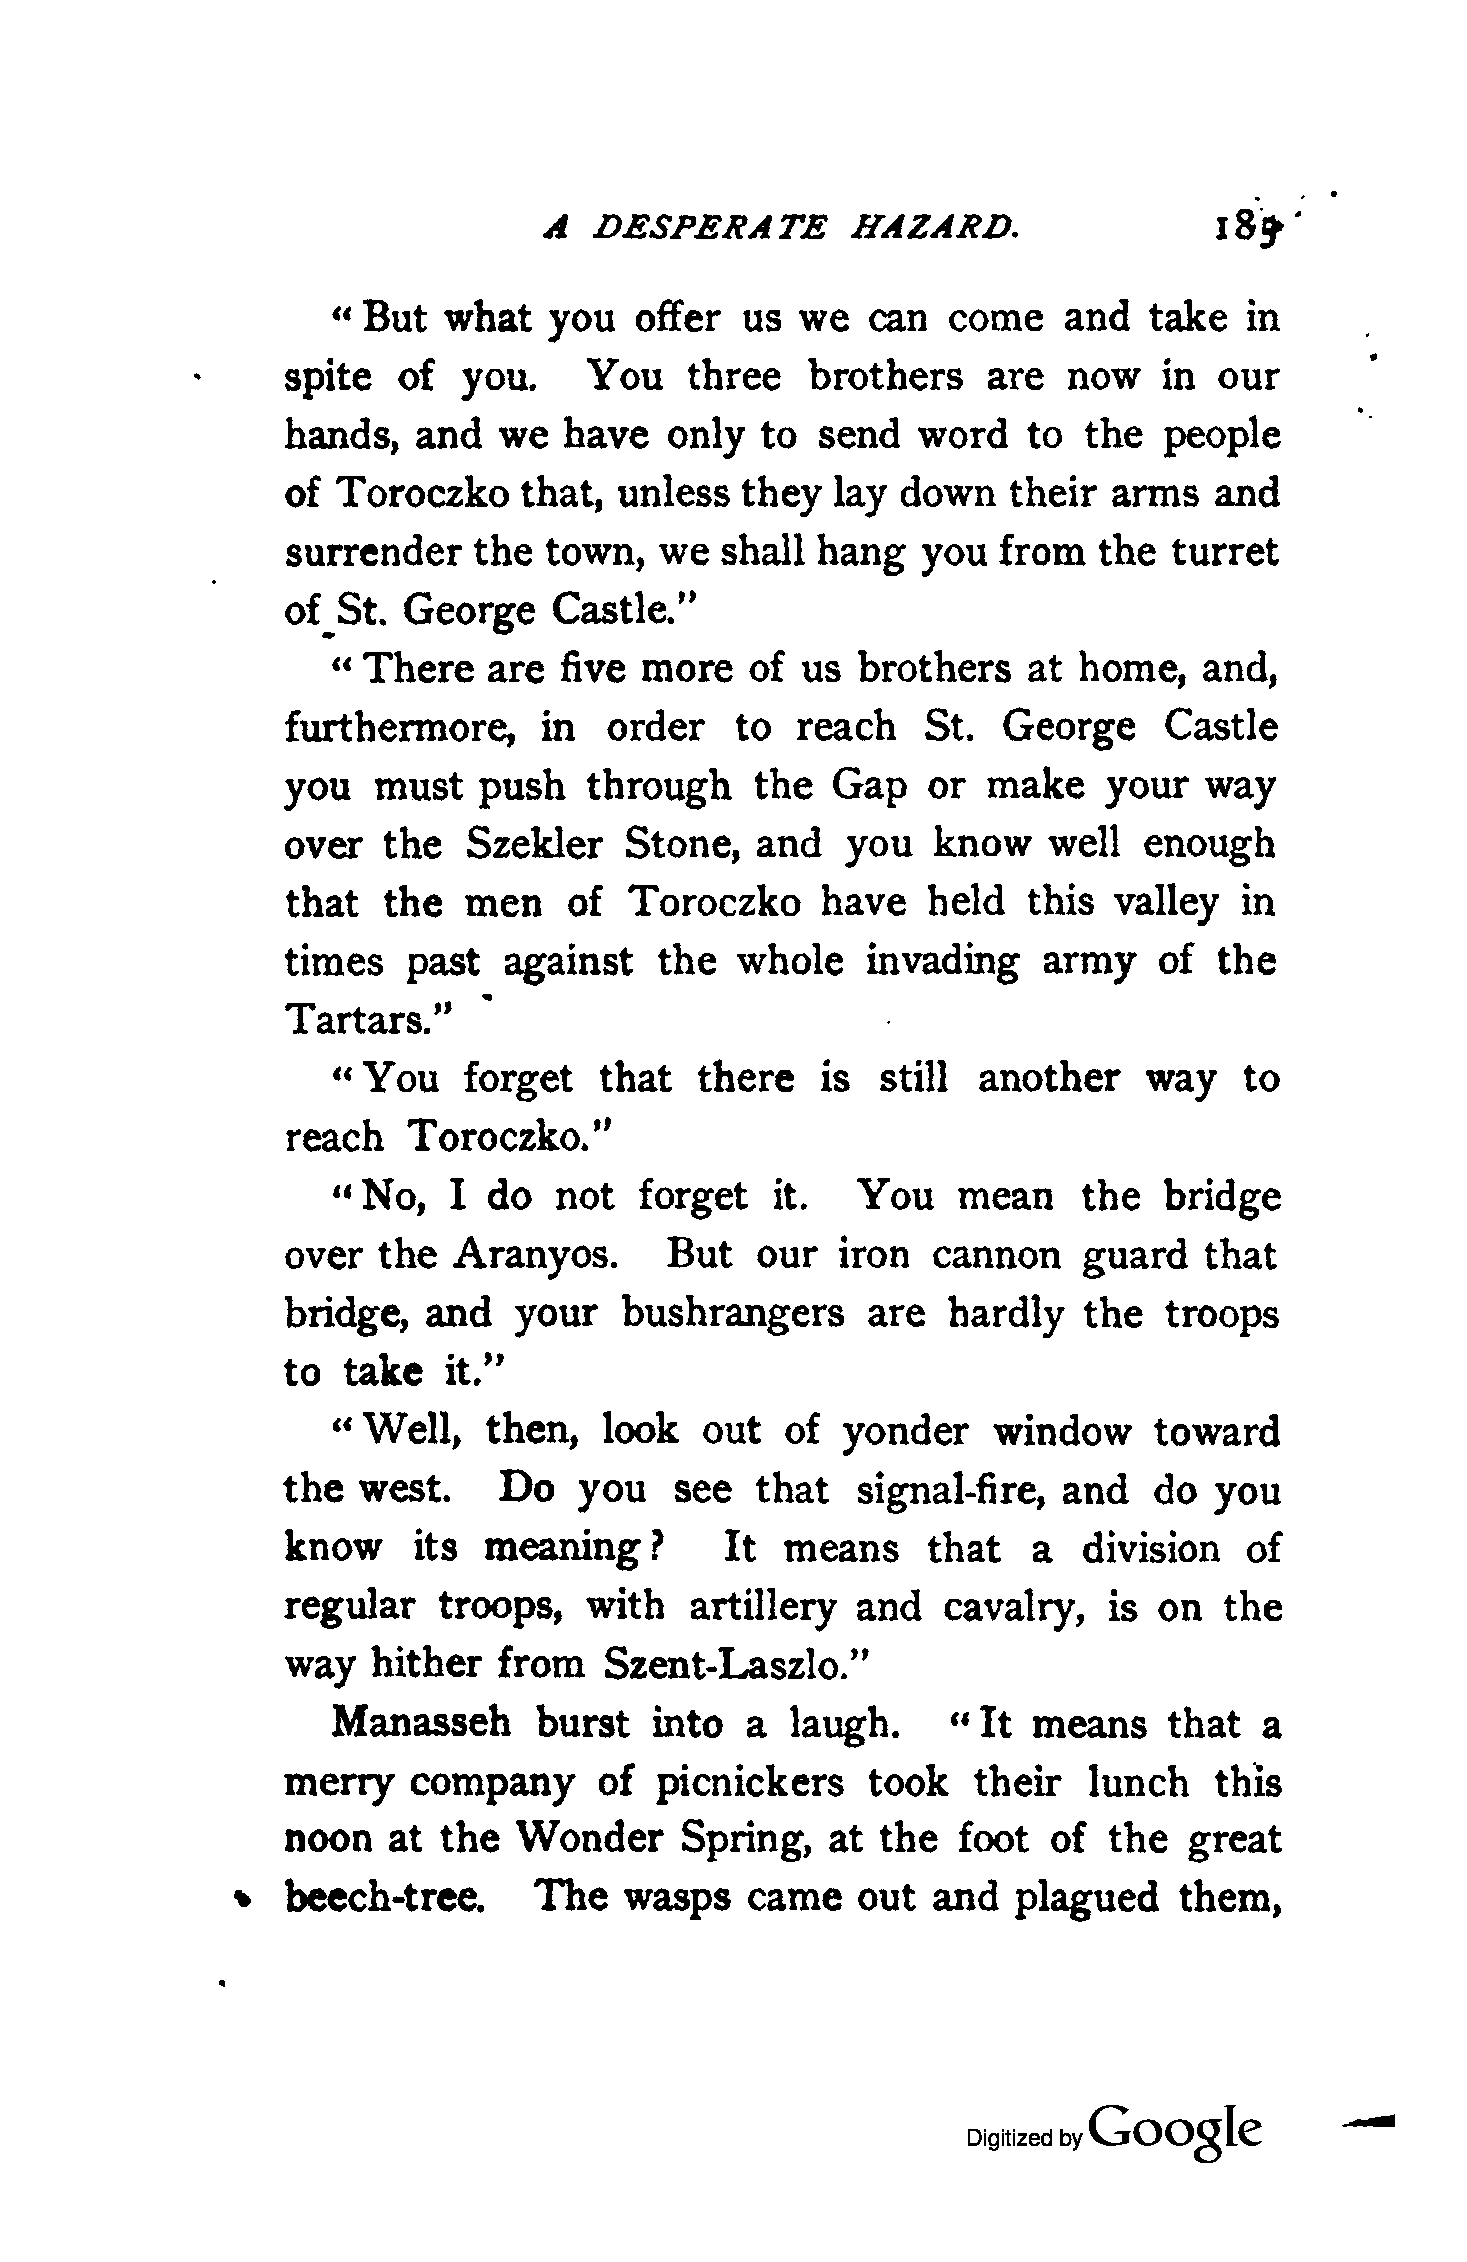 A DESPERATE HAZARD. 189
" But what you offer us we can come and take in
spite of you. You three brothers are now in our
hands, and we have only to send word to the people
of Toroczko that, unless they lay down their arms and
surrender the town, we shall hang you from the turret
of St. George Castle."
" There are five more of us brothers at home, and,
furthermore, in order to reach St. George Castle
you must push through the Gap or make your way
over the Szekler Stone, and you know well enough
that the men of Toroczko have held this valley in
times past against the whole invading army of the
Tartars."
" You forget that there is still another way to
reach Toroczko."
" No, I do not forget it. You mean the bridge
over the Aranyos. But our iron cannon guard that
bridge, and your bushrangers are hardly the troops
to take it."
" Well, then, look out of yonder window toward
the west. Do you see that signal-fire, and do you
know its meaning ? It means that a division of
regular troops, with artillery and cavalry, is on the
way hither from Szent-Laszlo."
Manasseh burst into a laugh. " It means that a
merry company of picnickers took their lunch this
noon at the Wonder Spring, at the foot of the great
beech-tree. The wasps came out and plagued them,
Digitized by Google